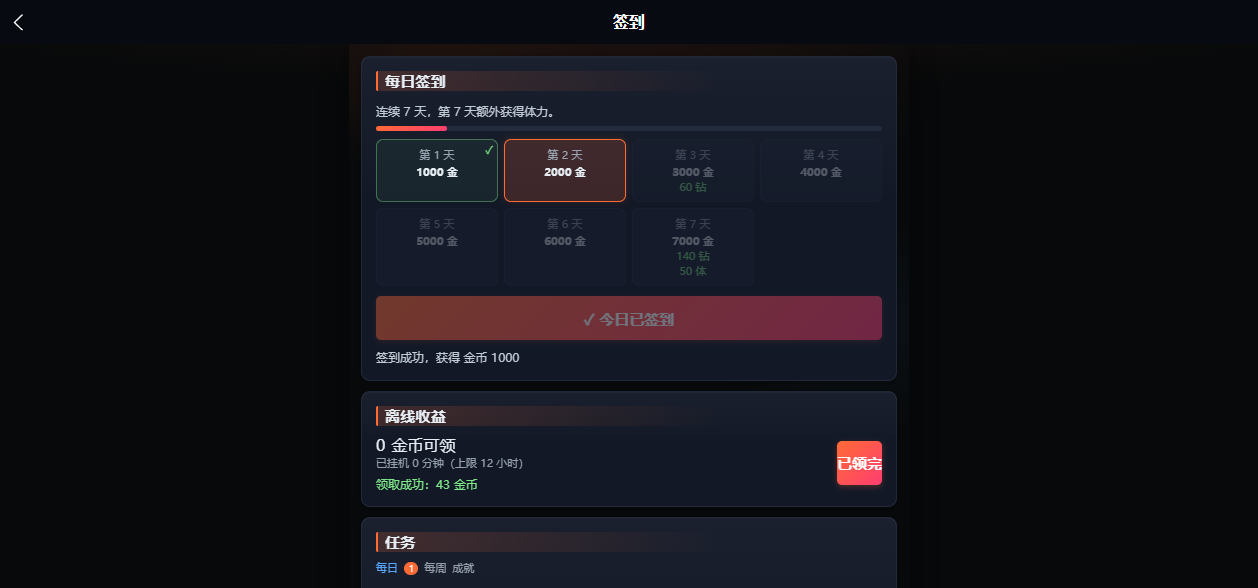 签到
每日签到
连续 7 天，第 7 天额外获得体力。
第 1 天
1000 金
第 2 天
2000 金
第 3 天
3000 金
60 钻
第 4 天
4000 金
第 5 天
5000 金
第 6 天
6000 金
第 7 天
7000 金
140 钻
50 体
✓ 今日已签到
签到成功，获得 金币 1000
离线收益
0 金币可领
已挂机 0 分钟（上限 12 小时）
领取成功：43 金币
已领完
任务
每日 1 每周 成就